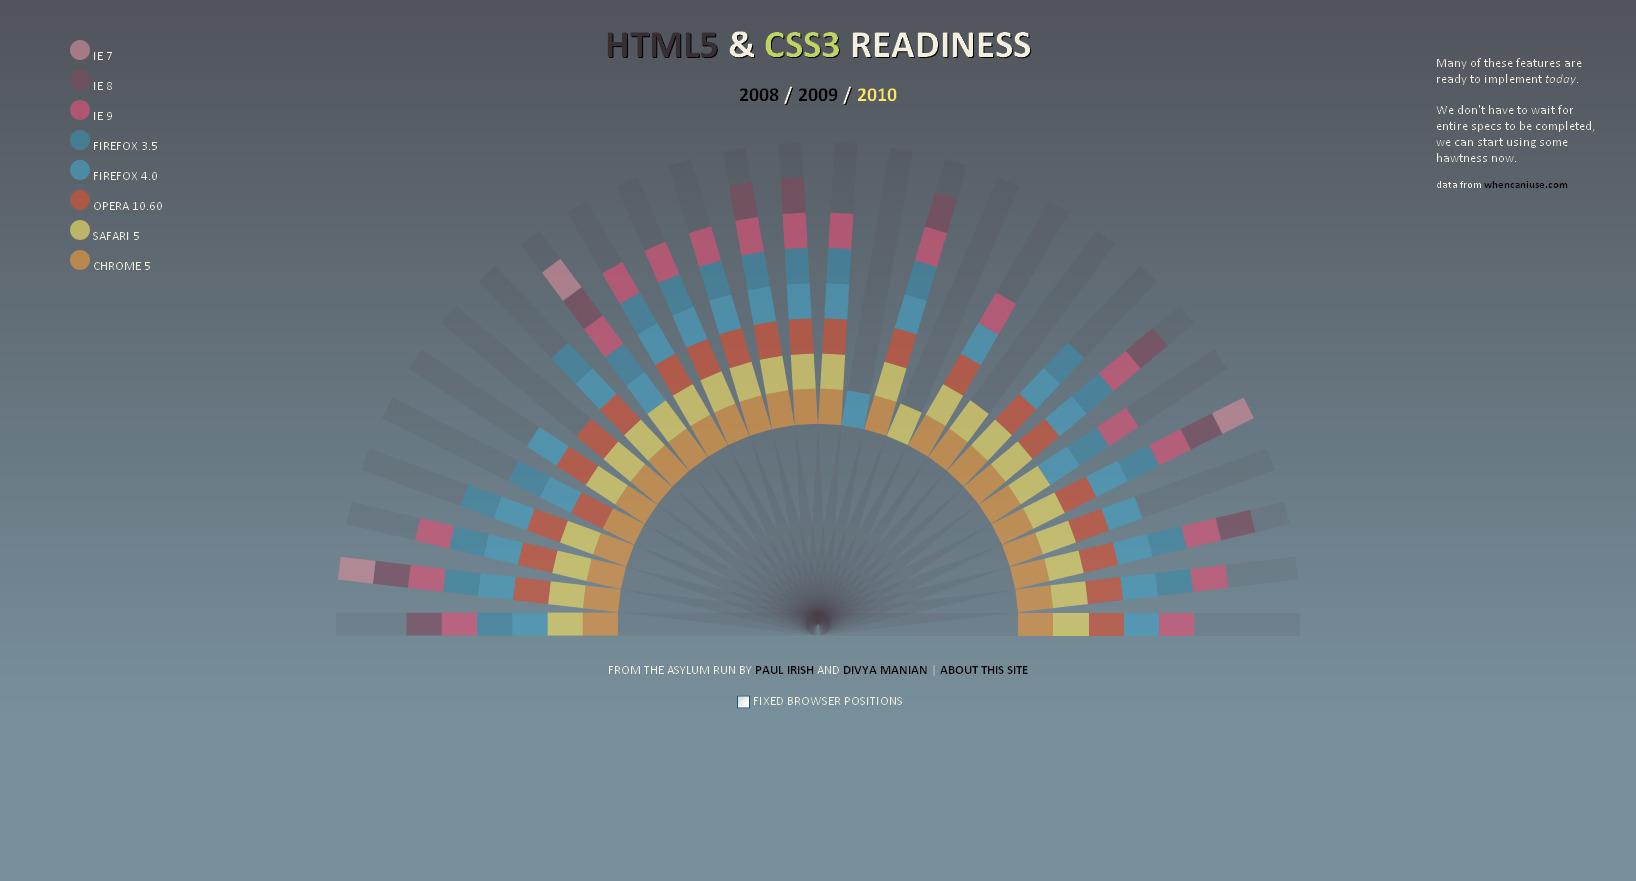 HTML5 & CSS3 READINESS
2008 / 2009 / 2010
IE 7
IE 8
IE 9
FIREFOX 3.5
FIREFOX 4.0
OPERA 10.60
SAFARI 5
CHROME 5
Many of these features are
ready to implement today.
We don't have to wait for
entire specs to be completed,
we can start using some
hawtness now.
data from whencaniuse.com
FROM THE ASYLUM RUN BY PAUL IRISH AND DIVYA MANIAN | ABOUT THIS SITE
FIXED BROWSER POSITIONS